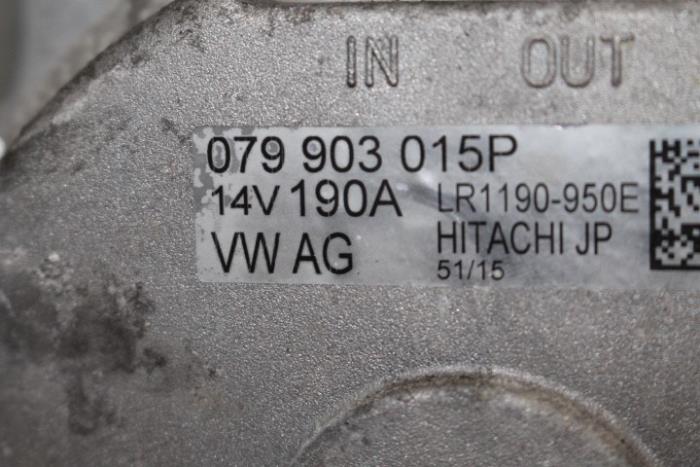 IN OUT
079 903 015P
14V 190A LR1190-950E
VW AG HITACHI JP
51/15